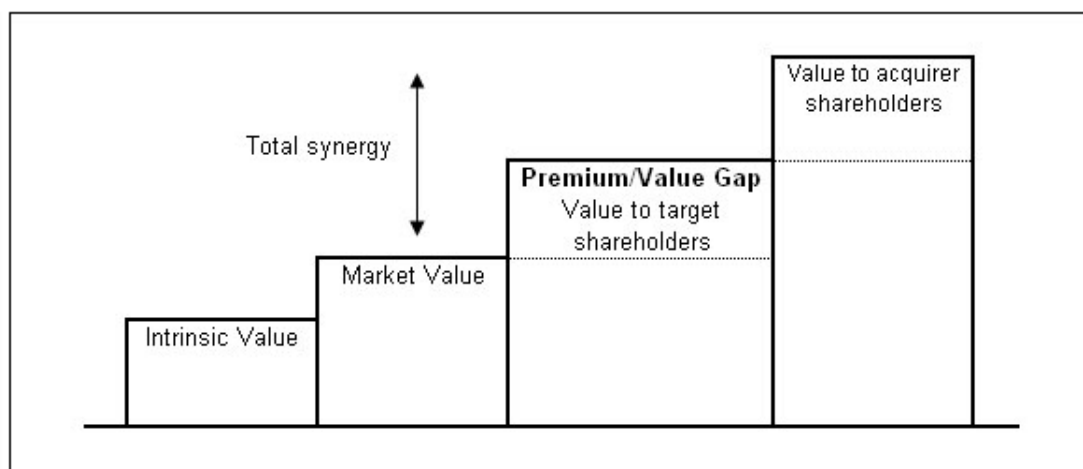 Value to acquirer
shareholders
Total synergy
Premium/Value Gap
Value to target
shareholders
Market Value
Intrinsic Value